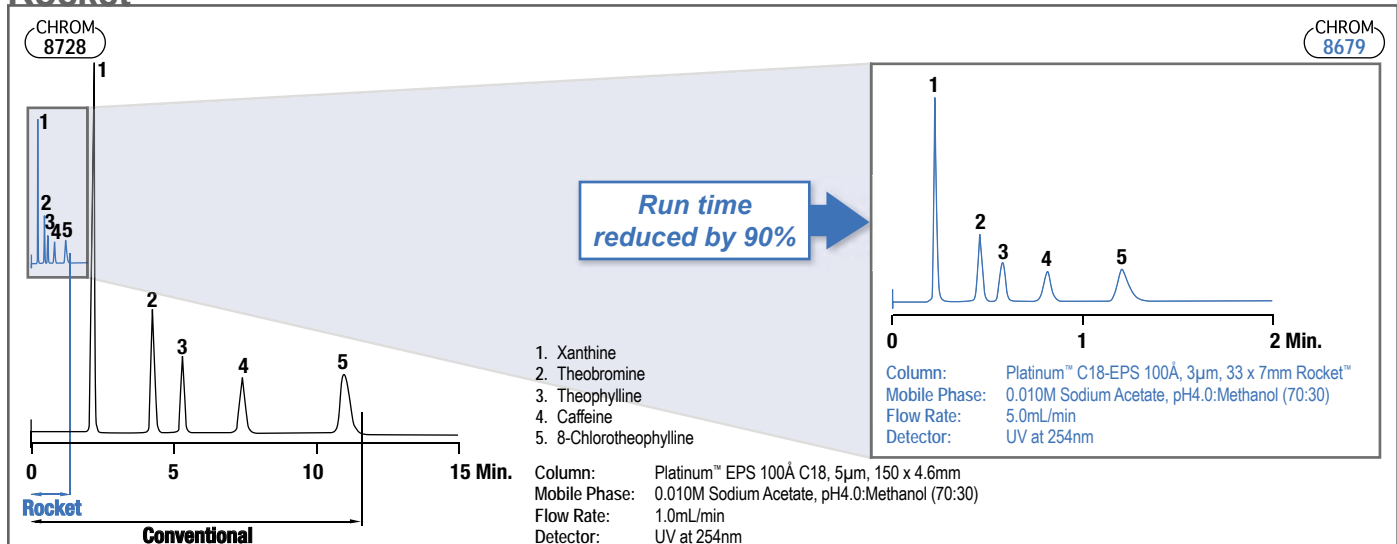 Rocket
CHROM
8728
CHROM
8679
1
1
2
3
4
5
Run time
reduced by 90%
1
2
3
4
5
0
1
2 Min.
Column: Platinum™ C18-EPS 100Å, 3µm, 33 x 7mm Rocket™
Mobile Phase: 0.010M Sodium Acetate, pH4.0:Methanol (70:30)
Flow Rate: 5.0mL/min
Detector: UV at 254nm
2
3
4
5
0
5
10
15 Min.
Rocket
Conventional
1. Xanthine
2. Theobromine
3. Theophylline
4. Caffeine
5. 8-Chlorotheophylline
Column: Platinum™ EPS 100Å C18, 5µm, 150 x 4.6mm
Mobile Phase: 0.010M Sodium Acetate, pH4.0:Methanol (70:30)
Flow Rate: 1.0mL/min
Detector: UV at 254nm